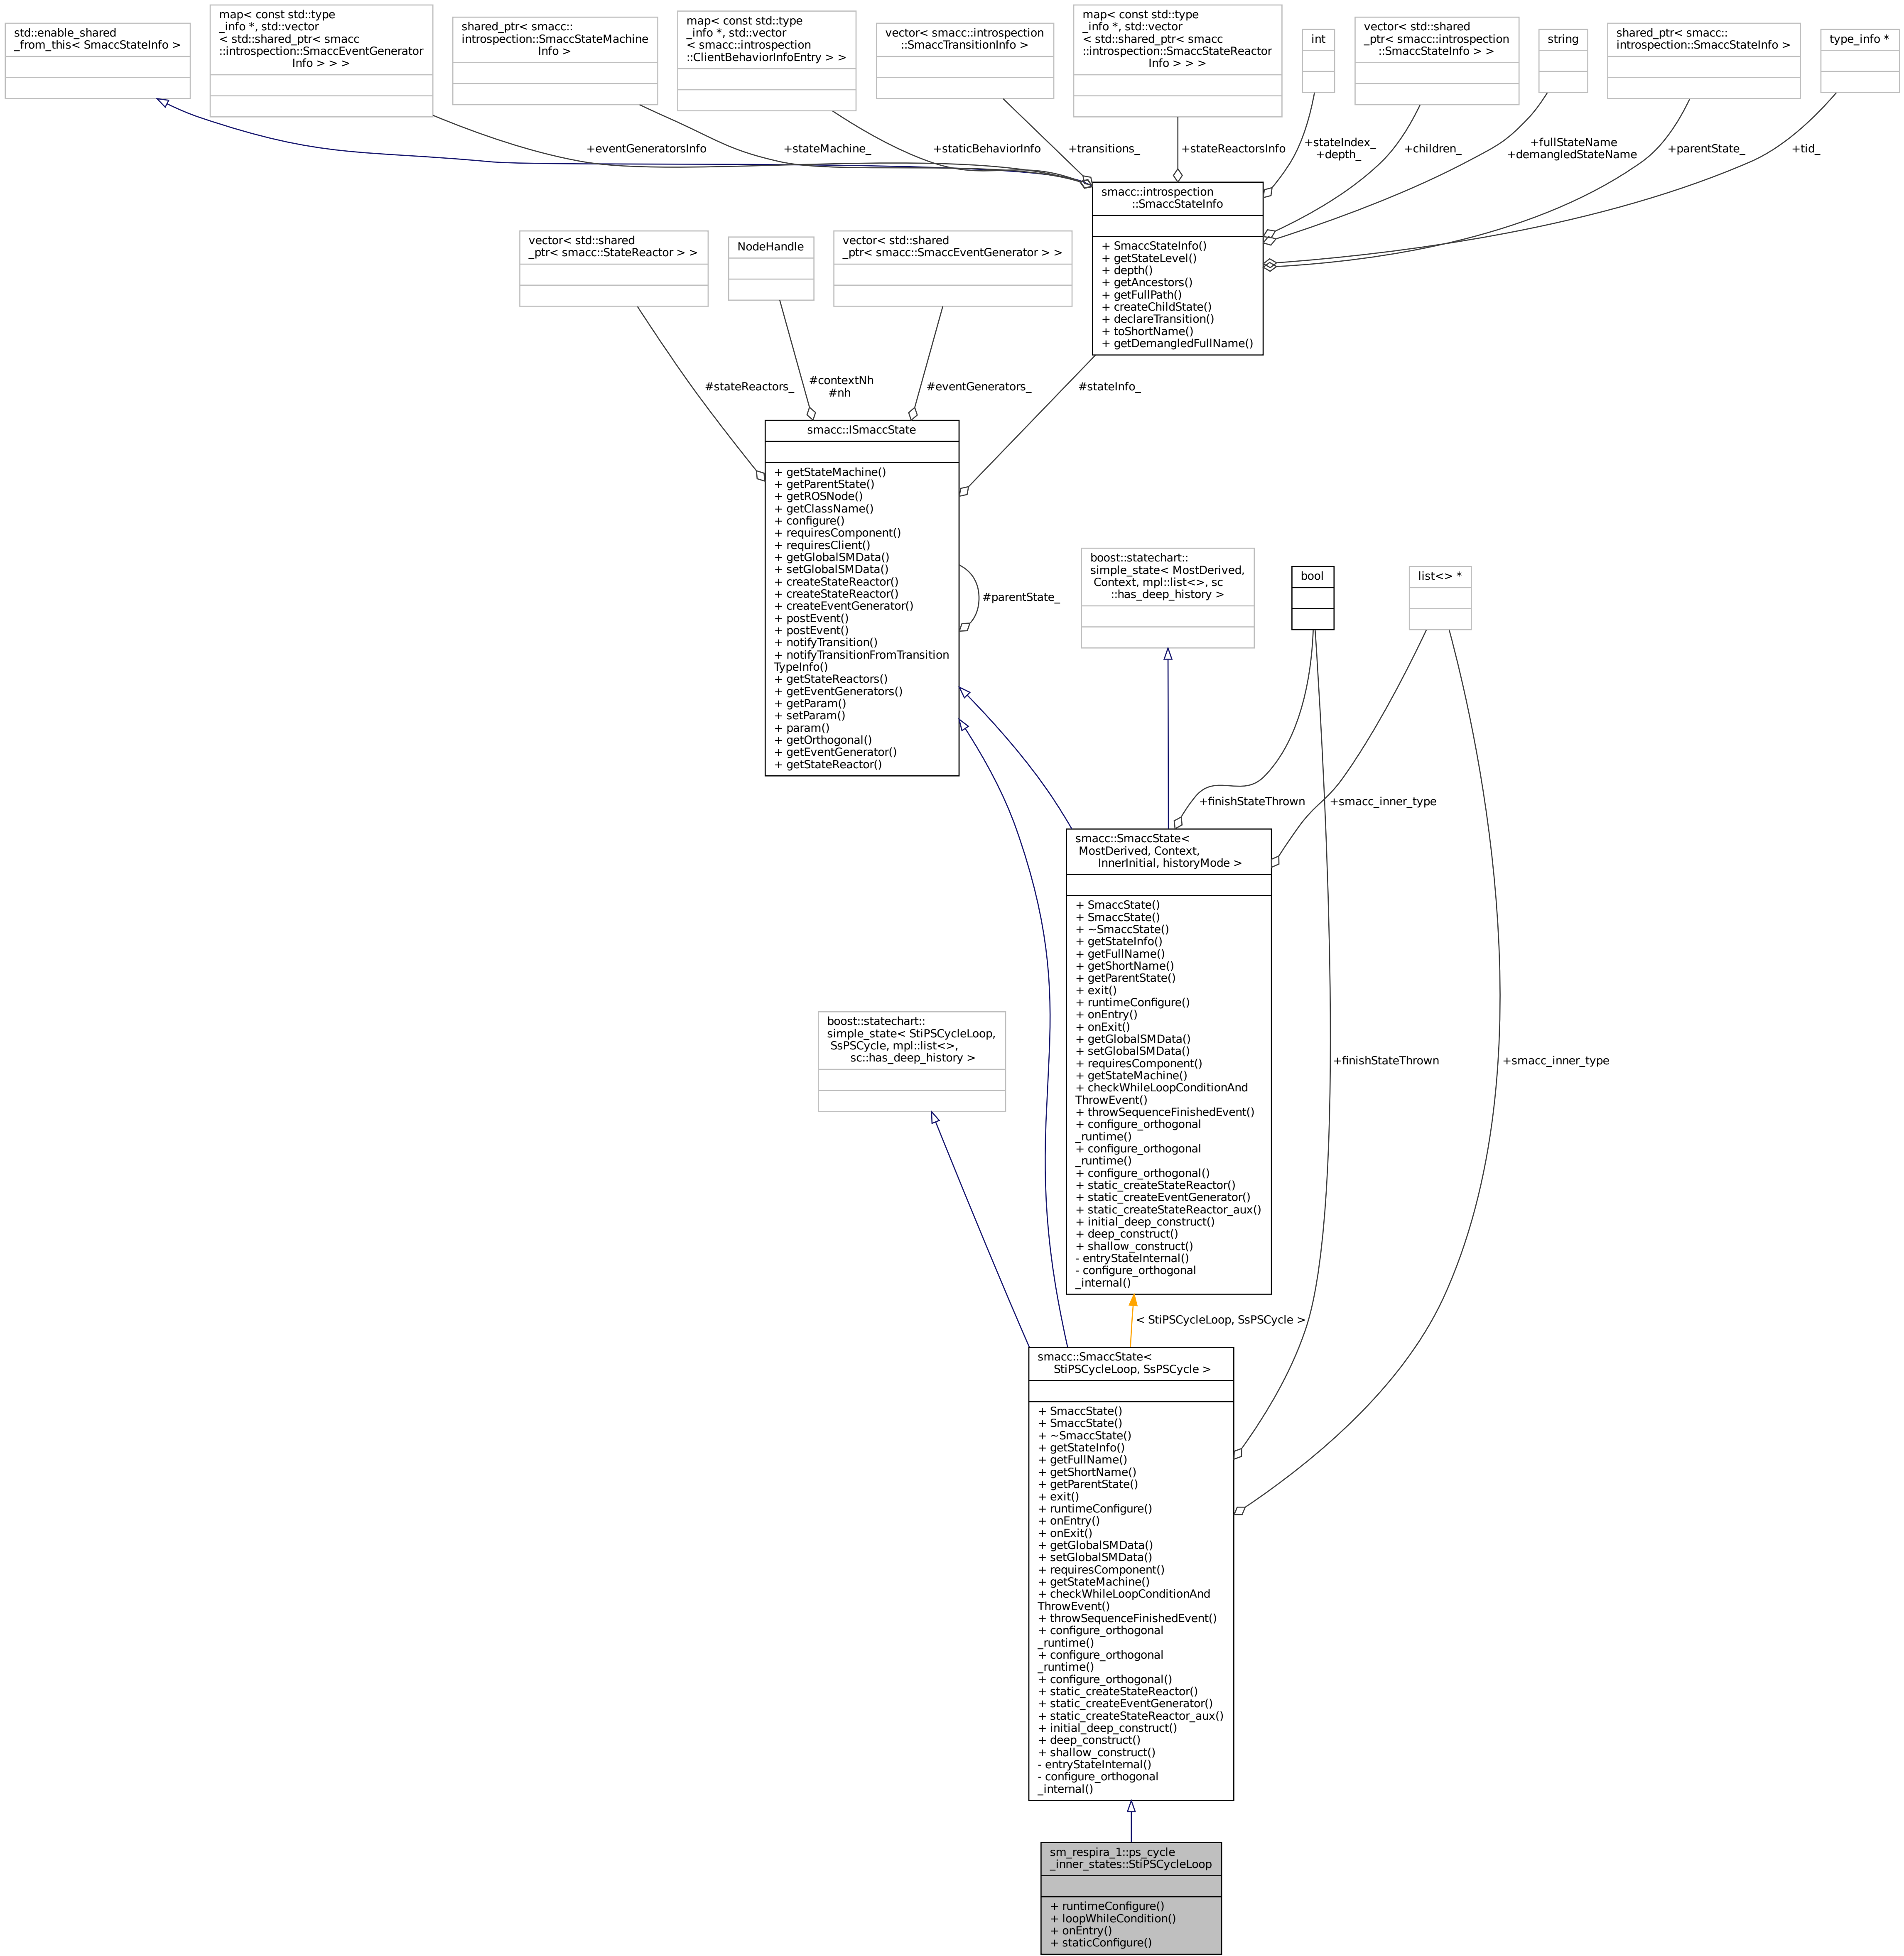 std::enable_shared
_from_this< SmaccStateInfo >
map< const std::type
_info *, std::vector
< std::shared_ptr< smacc
::introspection::SmaccEventGenerator
Info > > >
shared_ptr< smacc::
introspection::SmaccStateMachine
Info >
map< const std::type
_info *, std::vector
< smacc::introspection
::ClientBehaviorInfoEntry > >
vector< smacc::introspection
::SmaccTransitionInfo >
map< const std::type
_info *, std::vector
< std::shared_ptr< smacc
::introspection::SmaccStateReactor
Info > > >
int
vector< std::shared
_ptr< smacc::introspection
::SmaccStateInfo > >
string
shared_ptr< smacc::
introspection::SmaccStateInfo >
type_info *
+eventGeneratorsInfo
+stateMachine_
+staticBehaviorInfo
+transitions_
+stateReactorsInfo
+stateIndex_
+depth_
+children_
+fullStateName
+demangledStateName
+parentState_
+tid_
smacc::introspection
::SmaccStateInfo
+ SmaccStateInfo()
+ getStateLevel()
+ depth()
+ getAncestors()
+ getFullPath()
+ createChildState()
+ declareTransition()
+ toShortName()
+ getDemangledFullName()
vector< std::shared
_ptr< smacc::StateReactor > >
NodeHandle
vector< std::shared
_ptr< smacc::SmaccEventGenerator > >
#stateReactors_
#contextNh
#nh
#eventGenerators_
#stateInfo_
smacc::ISmaccState
+ getStateMachine()
+ getParentState()
+ getROSNode()
+ getClassName()
+ configure()
+ requiresComponent()
+ requiresClient()
+ getGlobalSMData()
+ setGlobalSMData()
+ createStateReactor()
+ createStateReactor()
+ createEventGenerator()
+ postEvent()
+ postEvent()
+ notifyTransition()
+ notifyTransitionFromTransition
TypeInfo()
+ getStateReactors()
+ getEventGenerators()
+ getParam()
+ setParam()
+ param()
+ getOrthogonal()
+ getEventGenerator()
+ getStateReactor()
#parentState_
boost::statechart::
simple_state< MostDerived,
Context, mpl::list<>, sc
::has_deep_history >
bool
list<> *
+finishStateThrown
+smacc_inner_type
smacc::SmaccState<
MostDerived, Context,
InnerInitial, historyMode >
+ SmaccState()
+ SmaccState()
+ ~SmaccState()
+ getStateInfo()
+ getFullName()
+ getShortName()
+ getParentState()
+ exit()
+ runtimeConfigure()
+ onEntry()
+ onExit()
+ getGlobalSMData()
+ setGlobalSMData()
+ requiresComponent()
+ getStateMachine()
+ checkWhileLoopConditionAnd
ThrowEvent()
+ throwSequenceFinishedEvent()
+ configure_orthogonal
_runtime()
+ configure_orthogonal
_runtime()
+ configure_orthogonal()
+ static_createStateReactor()
+ static_createEventGenerator()
+ static_createStateReactor_aux()
+ initial_deep_construct()
+ deep_construct()
+ shallow_construct()
- entryStateInternal()
- configure_orthogonal
_internal()
boost::statechart::
simple_state< StiPSCycleLoop,
SsPSCycle, mpl::list<>,
sc::has_deep_history >
+finishStateThrown
+smacc_inner_type
< StiPSCycleLoop, SsPSCycle >
smacc::SmaccState<
StiPSCycleLoop, SsPSCycle >
+ SmaccState()
+ SmaccState()
+ ~SmaccState()
+ getStateInfo()
+ getFullName()
+ getShortName()
+ getParentState()
+ exit()
+ runtimeConfigure()
+ onEntry()
+ onExit()
+ getGlobalSMData()
+ setGlobalSMData()
+ requiresComponent()
+ getStateMachine()
+ checkWhileLoopConditionAnd
ThrowEvent()
+ throwSequenceFinishedEvent()
+ configure_orthogonal
_runtime()
+ configure_orthogonal
_runtime()
+ configure_orthogonal()
+ static_createStateReactor()
+ static_createEventGenerator()
+ static_createStateReactor_aux()
+ initial_deep_construct()
+ deep_construct()
+ shallow_construct()
- entryStateInternal()
- configure_orthogonal
_internal()
sm_respira_1::ps_cycle
_inner_states::StiPSCycleLoop
+ runtimeConfigure()
+ loopWhileCondition()
+ onEntry()
+ staticConfigure()